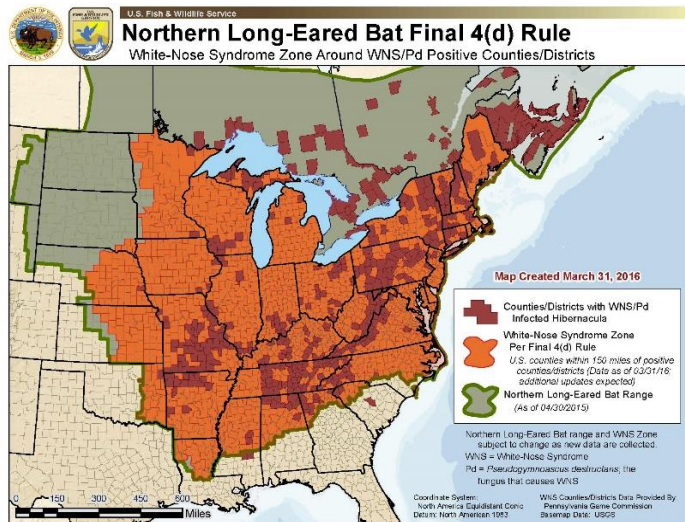 U.S. Fish & Wildlife Service
Northern Long-Eared Bat Final 4(d) Rule
White-Nose Syndrome Zone Around WNS/Pd Positive Counties/Districts
Map Created March 31, 2016
Counties/Districts with WNS/Pd
Infected Hibernacula
White-Nose Syndrome Zone
Per Final 4(d) Rule
U.S. counties within 150 miles of positive
counties/districts (Data as of 03/31/16;
additional updates expected)
Northern Long-Eared Bat Range
(As of 04/30/2015)
Northern Long-Eared Bat range and WNS Zone
subject to change as new data are collected.
WNS = White-Nose Syndrome
Pd = Pseudogymnoascus destructans; the
fungus that causes WNS
0 50 100 200 300 400 500 600
Miles
Coordinate System:
North America Equidistant Conic
Datum: North American 1983
WNS Counties/Districts Data Provided By:
Pennsylvania Game Commission
Basemap Data: USGS